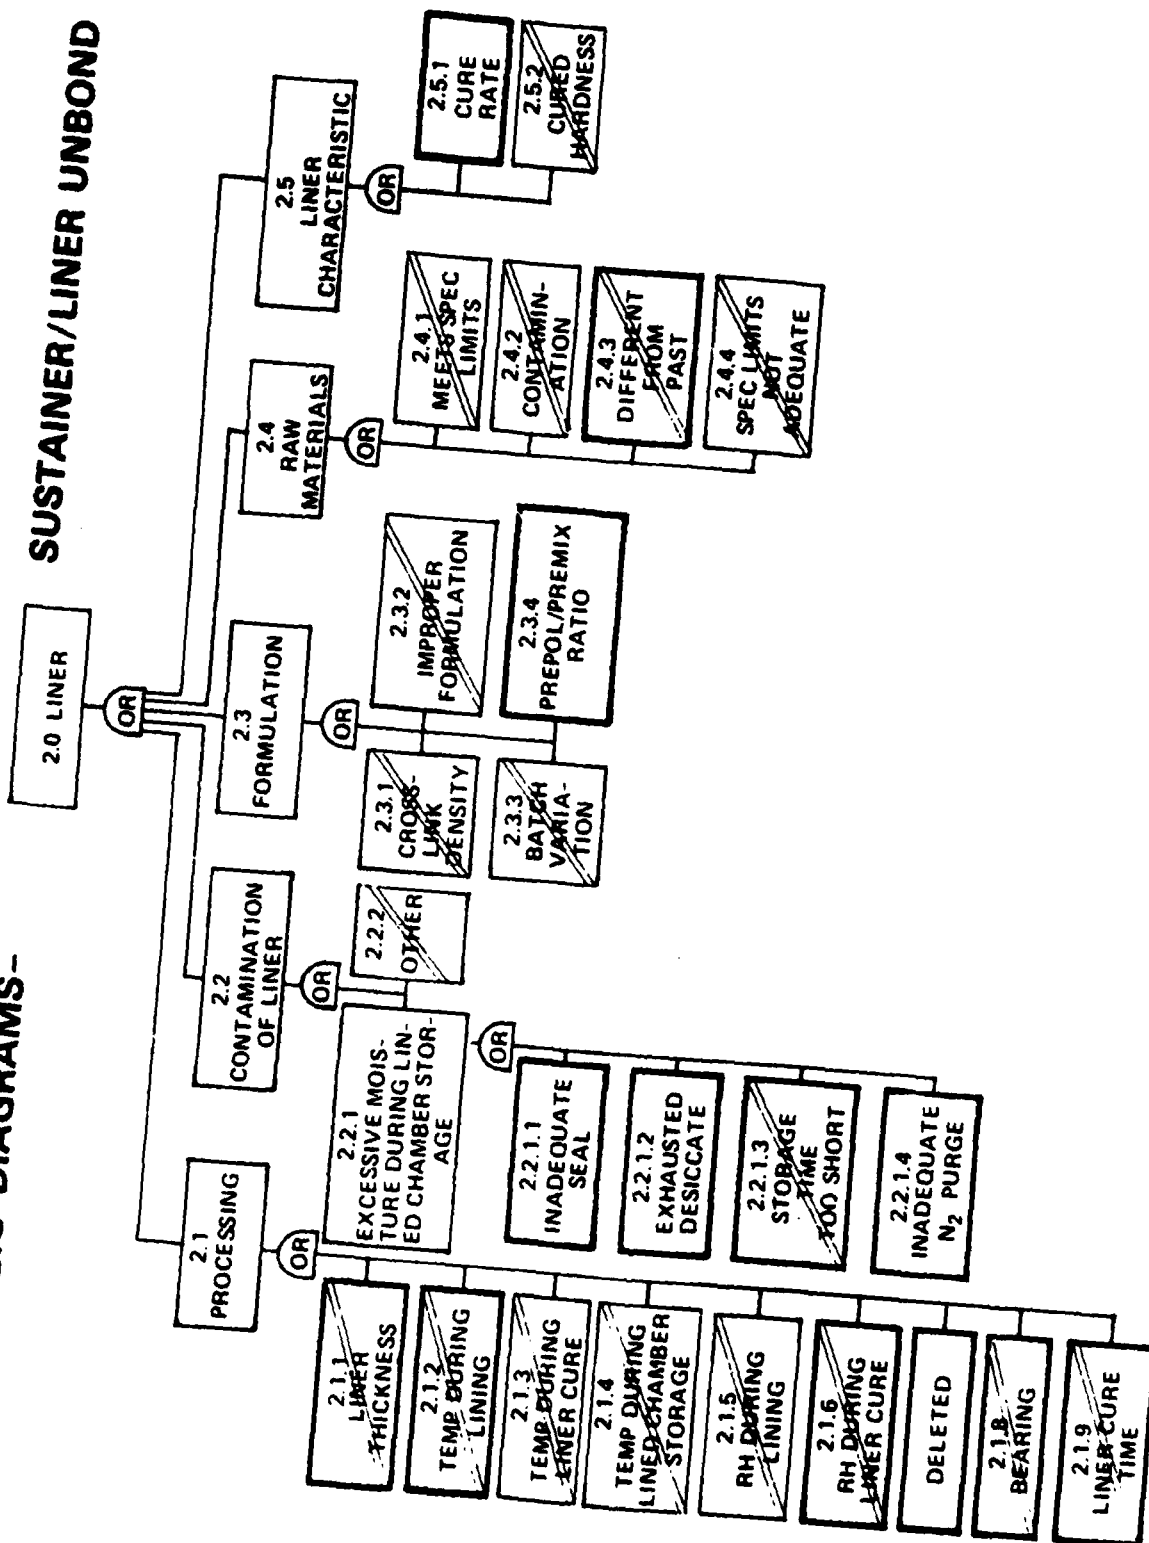 DIAGRAMS–
SUSTAINER/LINER UNBOND
2.0 LINER
OR
2.1
PROCESSING
OR
2.1.1
LINER
THICKNESS
2.1.2
TEMP DURING
LINING
2.1.3
TEMP DURING
LINER CURE
2.1.4
TEMP DURING
LINED CHAMBER
STORAGE
2.1.5
RH DURING
LINING
2.1.6
RH DURING
LINER CURE
DELETED
2.1.8
BEARING
2.1.9
LINER CURE
TIME
2.2
CONTAMINATION
OF LINER
OR
2.2.1
EXCESSIVE MOIS-
TURE DURING LIN-
ED CHAMBER STOR-
AGE
2.2.2
OTHER
OR
2.2.1.1
INADEQUATE
SEAL
2.2.1.2
EXHAUSTED
DESICCATE
2.2.1.3
STORAGE
TIME
TOO SHORT
2.2.1.4
INADEQUATE
N₂ PURGE
2.3
FORMULATION
OR
2.3.1
CROSS-
LINK
DENSITY
2.3.2
IMPROPER
FORMULATION
2.3.3
BATCH
VARIA-
TION
2.3.4
PREPOL/PREMIX
RATIO
2.4
RAW
MATERIALS
OR
2.4.1
MEETS SPEC
LIMITS
2.4.2
CONTAMIN-
ATION
2.4.3
DIFFERENT
FROM
PAST
2.4.4
SPEC LIMITS
NOT
ADEQUATE
2.5
LINER
CHARACTERISTIC
OR
2.5.1
CURE
RATE
2.5.2
CURED
HARDNESS